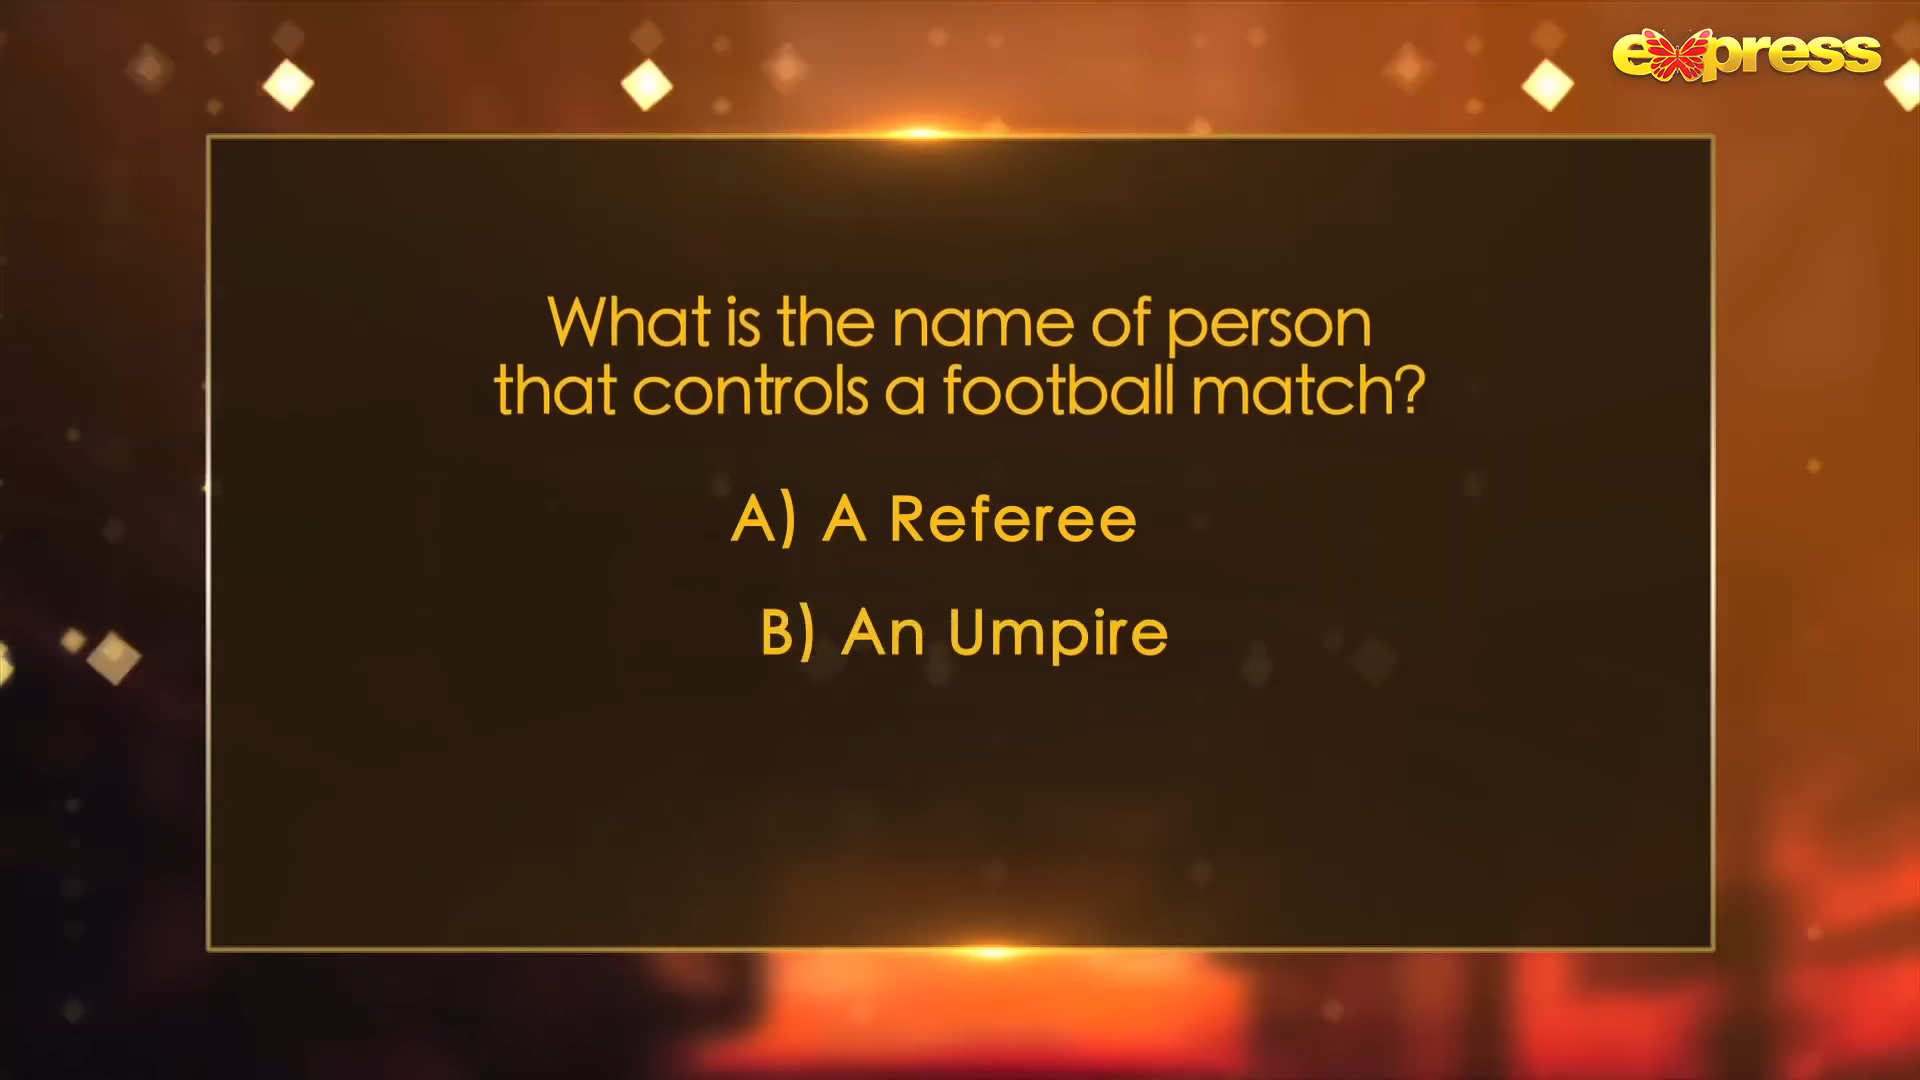 express
What is the name of person
that controls a football match?
A) A Referee
B) An Umpire